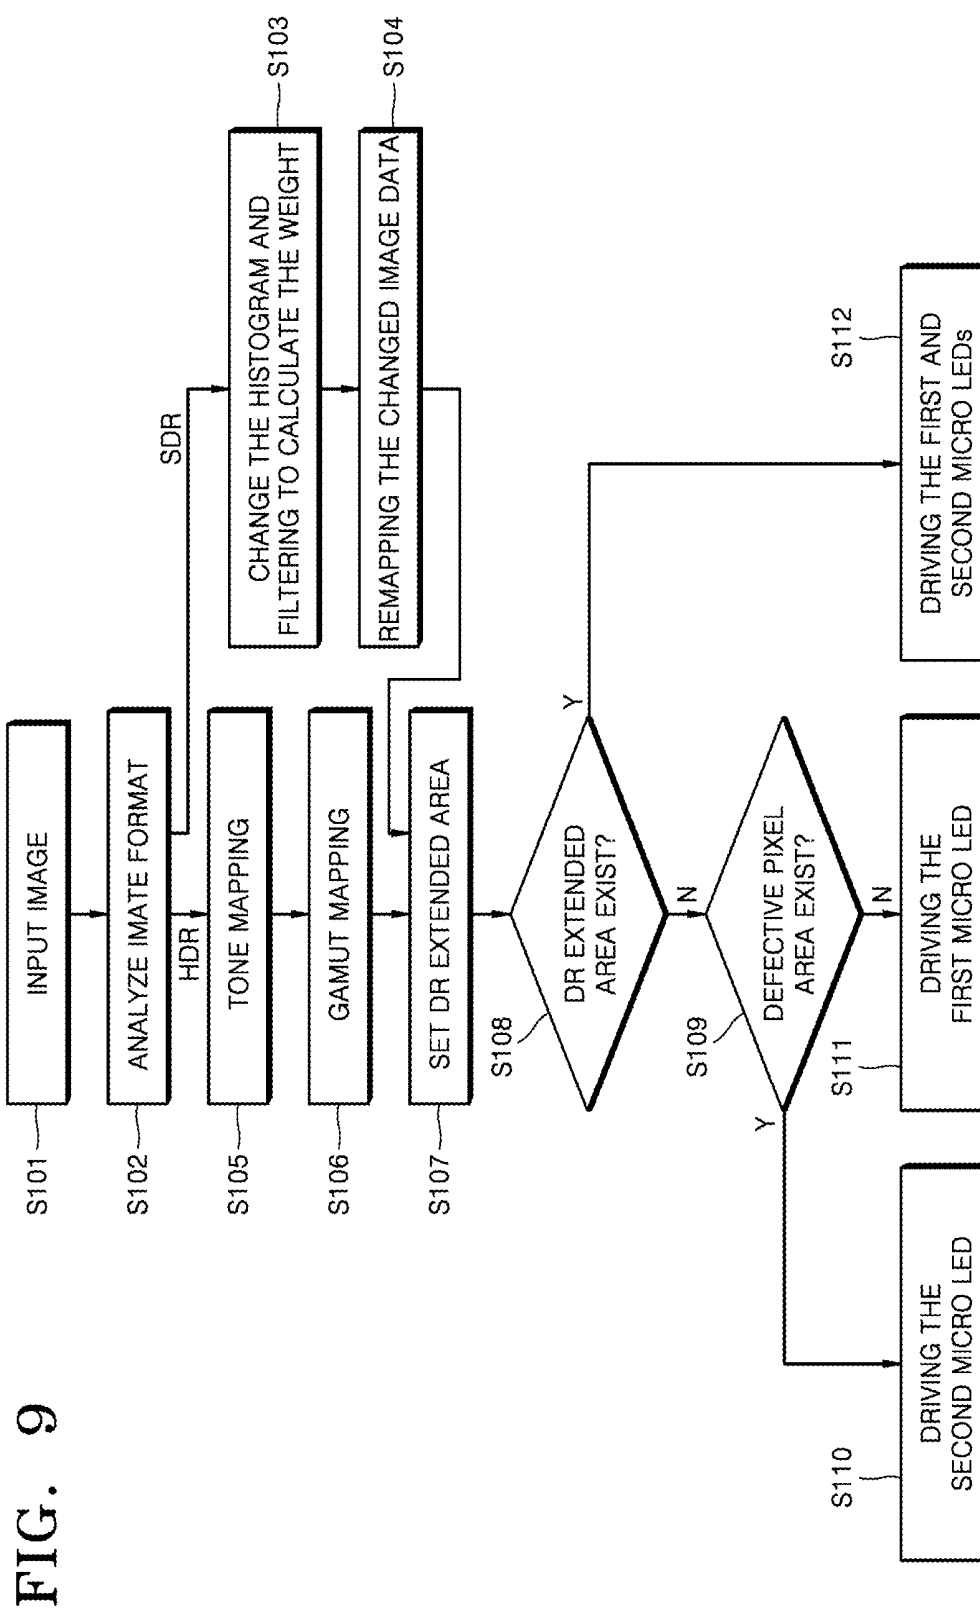 FIG. 9
S101
INPUT IMAGE
S102
ANALYZE IMATE FORMAT
HDR
SDR
S103
CHANGE THE HISTOGRAM AND
FILTERING TO CALCULATE THE WEIGHT
S104
REMAPPING THE CHANGED IMAGE DATA
S105
TONE MAPPING
S106
GAMUT MAPPING
S107
SET DR EXTENDED AREA
S108
DR EXTENDED
AREA EXIST?
Y
N
S109
DEFECTIVE PIXEL
AREA EXIST?
Y
N
S110
DRIVING THE
SECOND MICRO LED
S111
DRIVING THE
FIRST MICRO LED
S112
DRIVING THE FIRST AND
SECOND MICRO LEDs